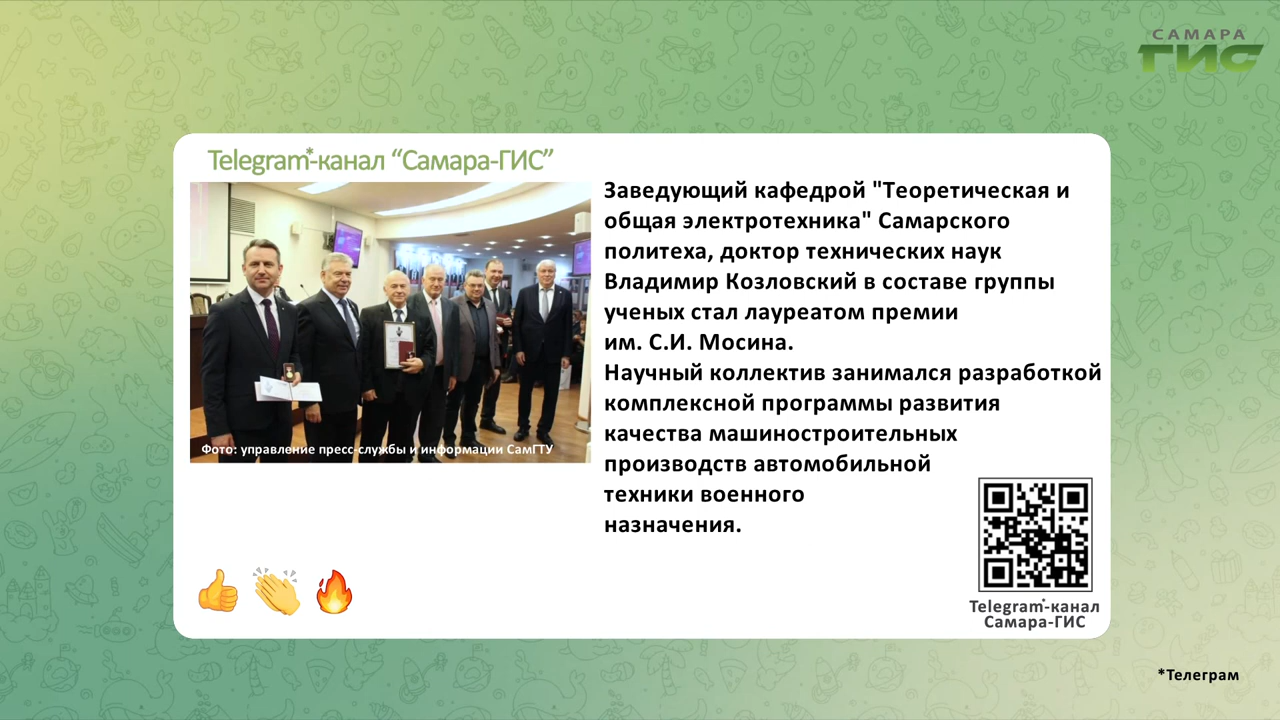 САМАРА
ГИС
Telegram*-канал “Самара-ГИС”
Заведующий кафедрой "Теоретическая и
общая электротехника" Самарского
политеха, доктор технических наук
Владимир Козловский в составе группы
ученых стал лауреатом премии
им. С.И. Мосина.
Научный коллектив занимался разработкой
комплексной программы развития
качества машиностроительных
производств автомобильной
техники военного
назначения.
Фото: управление пресс-службы и информации СамГТУ
Telegram*-канал
Самара-ГИС
*Телеграм